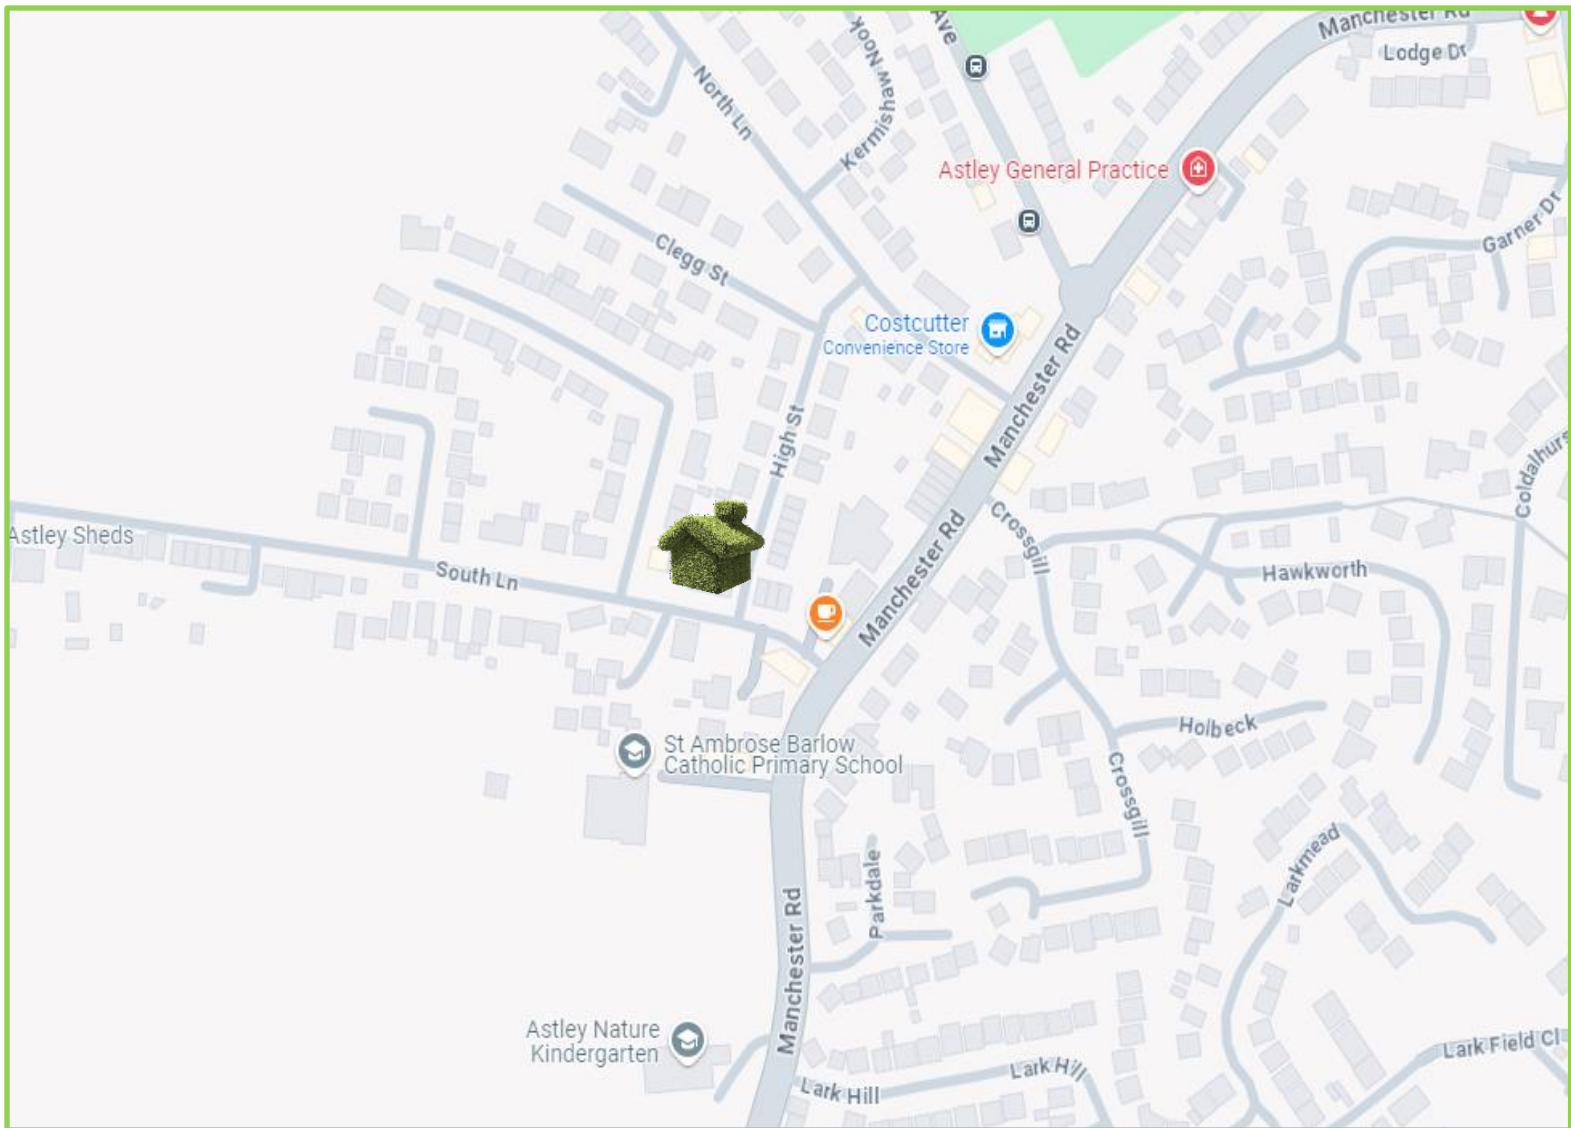 Manchester Rd
Lodge Dr
Ave
Kermishaw Nook
North Ln
Astley General Practice
Garner Dr
Clegg St
Costcutter
Convenience Store
Manchester Rd
High St
Coldalhurs
Astley Sheds
Crossgill
Manchester Rd
South Ln
Hawkworth
Holbeck
St Ambrose Barlow
Catholic Primary School
Crossgill
Larkmead
Parkdale
Manchester Rd
Astley Nature
Kindergarten
Lark Field Cl
Lark Hill
Lark Hill